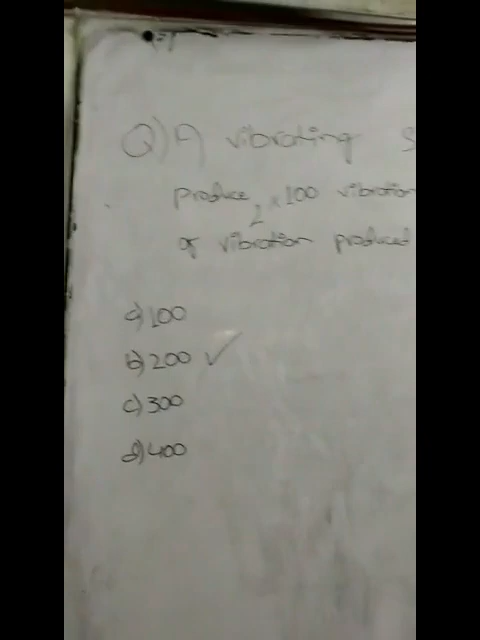 Q) A vibrating s
Produce 2 x 100 vibration
of vibration produced
a) 100
b) 200 ✓
c) 300
d) 400